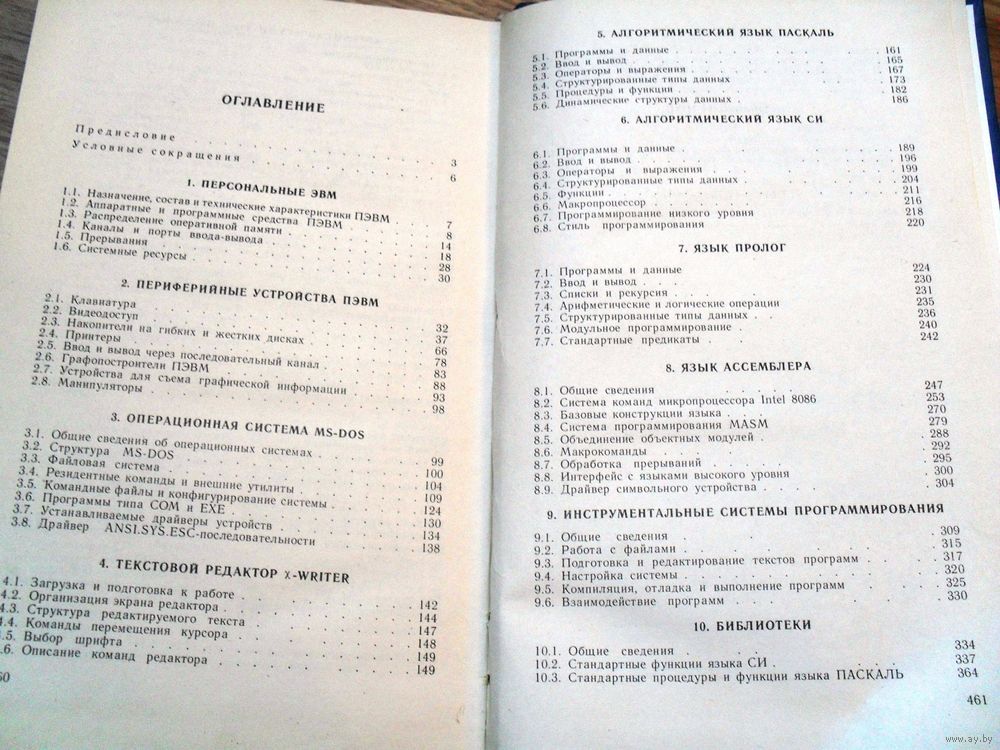 ОГЛАВЛЕНИЕ
Предисловие . . . 3
Условные сокращения . . . 6
1. ПЕРСОНАЛЬНЫЕ ЭВМ
1.1. Назначение, состав и технические характеристики ПЭВМ . 7
1.2. Аппаратные и программные средства ПЭВМ . . . 8
1.3. Распределение оперативной памяти . . . 14
1.4. Каналы и порты ввода-вывода . . . 18
1.5. Прерывания . . . 28
1.6. Системные ресурсы . . . 30
2. ПЕРИФЕРИЙНЫЕ УСТРОЙСТВА ПЭВМ
2.1. Клавиатура . . . 32
2.2. Видеодоступ . . . 37
2.3. Накопители на гибких и жестких дисках . . . 66
2.4. Принтеры . . . 78
2.5. Ввод и вывод через последовательный канал . . . 83
2.6. Графопостроители ПЭВМ . . . 88
2.7. Устройства для съема графической информации . . . 93
2.8. Манипуляторы . . . 98
3. ОПЕРАЦИОННАЯ СИСТЕМА MS-DOS
3.1. Общие сведения об операционных системах . . . 99
3.2. Структура MS-DOS . . . 100
3.3. Файловая система . . . 104
3.4. Резидентные команды и внешние утилиты . . . 109
3.5. Командные файлы и конфигурирование системы . . . 124
3.6. Программы типа COM и EXE . . . 130
3.7. Устанавливаемые драйверы устройств . . . 134
3.8. Драйвер ANSI.SYS.ESC-последовательности . . . 138
4. ТЕКСТОВОЙ РЕДАКТОР χ-WRITER
4.1. Загрузка и подготовка к работе . . . 142
4.2. Организация экрана редактора . . . 144
4.3. Структура редактируемого текста . . . 147
4.4. Команды перемещения курсора . . . 148
4.5. Выбор шрифта . . . 149
4.6. Описание команд редактора . . . 149
60
5. АЛГОРИТМИЧЕСКИЙ ЯЗЫК ПАСКАЛЬ
5.1. Программы и данные . . . 161
5.2. Ввод и вывод . . . 165
5.3. Операторы и выражения . . . 167
5.4. Структурированные типы данных . . . 173
5.5. Процедуры и функции . . . 182
5.6. Динамические структуры данных . . . 186
6. АЛГОРИТМИЧЕСКИЙ ЯЗЫК СИ
6.1. Программы и данные . . . 189
6.2. Ввод и вывод . . . 196
6.3. Операторы и выражения . . . 199
6.4. Структурированные типы данных . . . 204
6.5. Функции . . . 211
6.6. Макропроцессор . . . 216
6.7. Программирование низкого уровня . . . 218
6.8. Стиль программирования . . . 220
7. ЯЗЫК ПРОЛОГ
7.1. Программы и данные . . . 224
7.2. Ввод и вывод . . . 230
7.3. Списки и рекурсия . . . 231
7.4. Арифметические и логические операции . . . 235
7.5. Структурированные типы данных . . . 236
7.6. Модульное программирование . . . 240
7.7. Стандартные предикаты . . . 242
8. ЯЗЫК АССЕМБЛЕРА
8.1. Общие сведения . . . 247
8.2. Система команд микропроцессора Intel 8086 . . . 253
8.3. Базовые конструкции языка . . . 270
8.4. Система программирования MASM . . . 279
8.5. Объединение объектных модулей . . . 288
8.6. Макрокоманды . . . 292
8.7. Обработка прерываний . . . 295
8.8. Интерфейс с языками высокого уровня . . . 300
8.9. Драйвер символьного устройства . . . 304
9. ИНСТРУМЕНТАЛЬНЫЕ СИСТЕМЫ ПРОГРАММИРОВАНИЯ
9.1. Общие сведения . . . 309
9.2. Работа с файлами . . . 315
9.3. Подготовка и редактирование текстов программ . . . 317
9.4. Настройка системы . . . 320
9.5. Компиляция, отладка и выполнение программ . . . 325
9.6. Взаимодействие программ . . . 330
10. БИБЛИОТЕКИ
10.1. Общие сведения . . . 334
10.2. Стандартные функции языка СИ . . . 337
10.3. Стандартные процедуры и функции языка ПАСКАЛЬ 364
461
www.ay.by